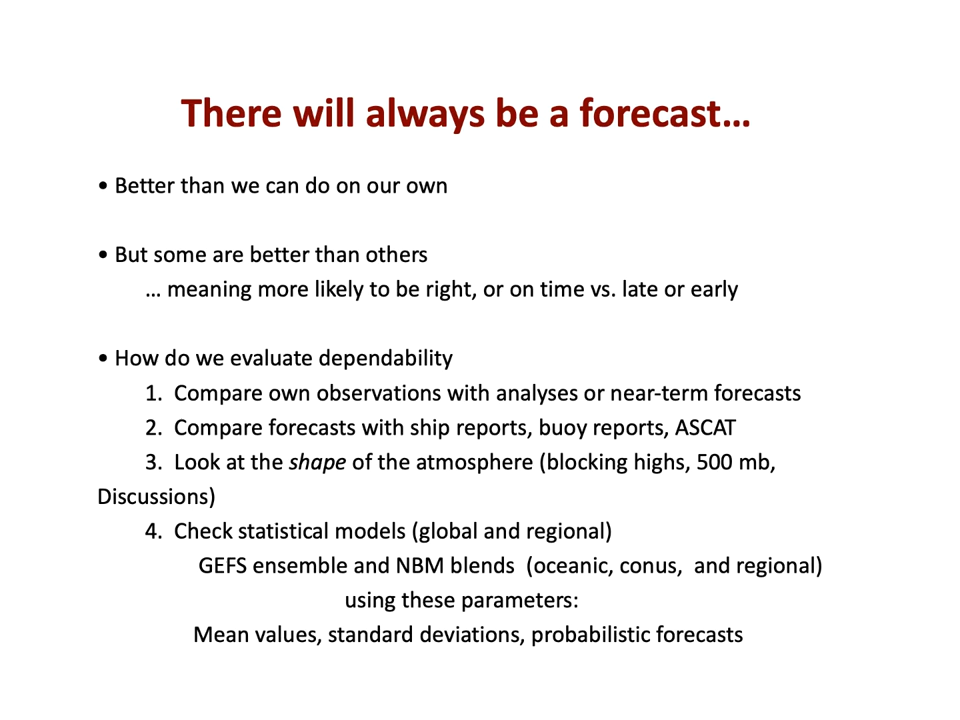 There will always be a forecast…
• Better than we can do on our own
• But some are better than others
… meaning more likely to be right, or on time vs. late or early
• How do we evaluate dependability
1. Compare own observations with analyses or near-term forecasts
2. Compare forecasts with ship reports, buoy reports, ASCAT
3. Look at the shape of the atmosphere (blocking highs, 500 mb,
Discussions)
4. Check statistical models (global and regional)
GEFS ensemble and NBM blends (oceanic, conus, and regional)
using these parameters:
Mean values, standard deviations, probabilistic forecasts